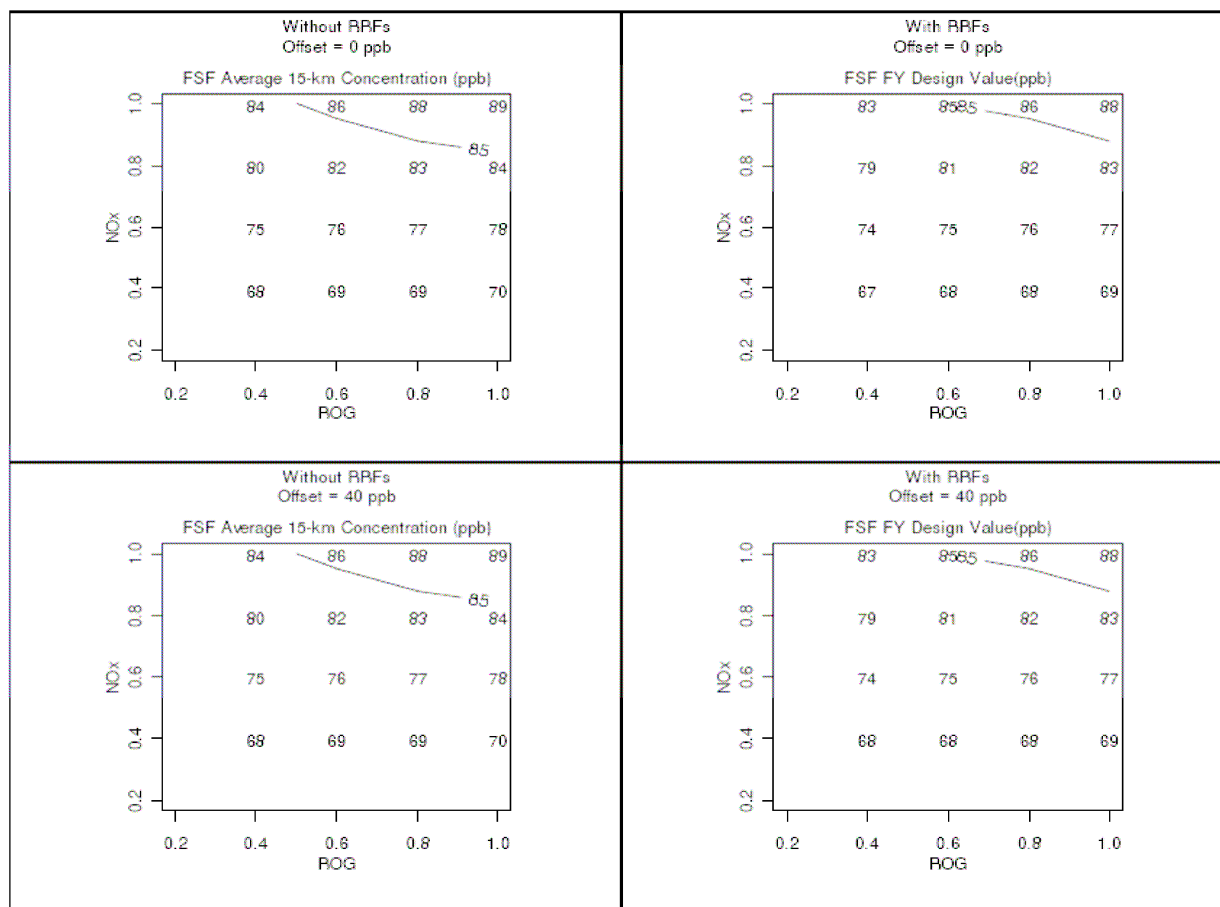 Without RRFs
Offset = 0 ppb
FSF Average 15-km Concentration (ppb)
1.0 84 86 88 89
85
0.8 80 82 83 84
NOx
0.6 75 76 77 78
0.4 68 69 69 70
0.2
0.2 0.4 0.6 0.8 1.0
ROG
With RRFs
Offset = 0 ppb
FSF FY Design Value(ppb)
1.0 83 85 85 86 88
0.8 79 81 82 83
NOx
0.6 74 75 76 77
0.4 67 68 68 69
0.2
0.2 0.4 0.6 0.8 1.0
ROG
Without RRFs
Offset = 40 ppb
FSF Average 15-km Concentration (ppb)
1.0 84 86 88 89
85
0.8 80 82 83 84
NOx
0.6 75 76 77 78
0.4 68 69 69 70
0.2
0.2 0.4 0.6 0.8 1.0
ROG
With RRFs
Offset = 40 ppb
FSF FY Design Value(ppb)
1.0 83 85 85 86 88
0.8 79 81 82 83
NOx
0.6 74 75 76 77
0.4 68 68 68 69
0.2
0.2 0.4 0.6 0.8 1.0
ROG